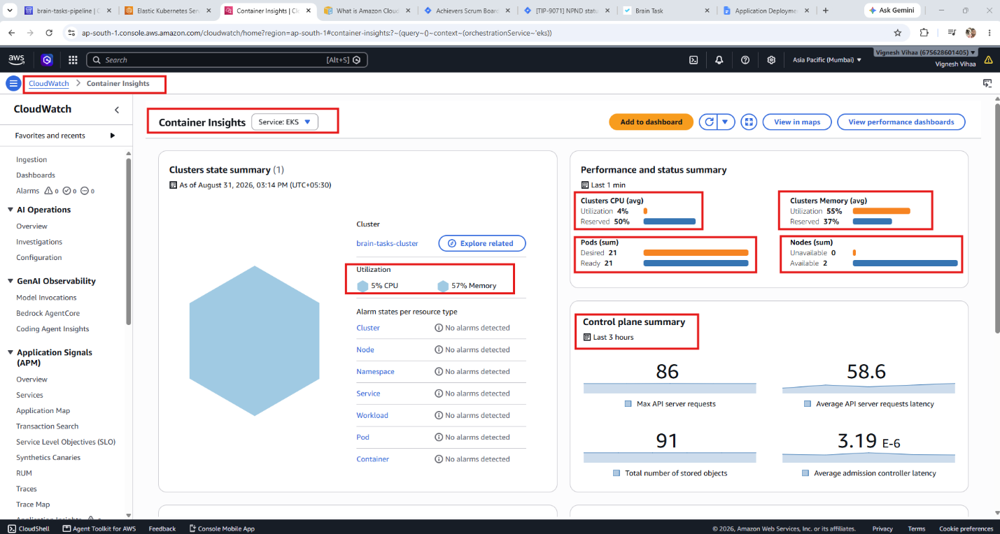 brain-tasks-pipeline | C
Elastic Kubernetes Ser
Container Insights | Cl
What is Amazon Cloud
Achievers Scrum Board
[TIP-9071] NPND statu
Brain Task
Application Deployme
Ask Gemini
ap-south-1.console.aws.amazon.com/cloudwatch/home?region=ap-south-1#container-insights:?~(query~()~context~(orchestrationService~'eks))
aws
Search
[Alt+S]
Asia Pacific (Mumbai)
Vignesh Vihaa (675628601405)
Vignesh Vihaa
CloudWatch
Container Insights
CloudWatch
Favorites and recents
Ingestion
Dashboards
Alarms 0 0 0
AI Operations
Overview
Investigations
Configuration
GenAI Observability
Model Invocations
Bedrock AgentCore
Coding Agent Insights
Application Signals
(APM)
Overview
Services
Application Map
Transaction Search
Service Level Objectives (SLO)
Synthetics Canaries
RUM
Traces
Trace Map
Container Insights
Service: EKS
Add to dashboard
View in maps
View performance dashboards
Clusters state summary (1)
As of August 31, 2026, 03:14 PM (UTC+05:30)
Cluster
brain-tasks-cluster
Explore related
Utilization
5% CPU
57% Memory
Alarm states per resource type
Cluster No alarms detected
Node No alarms detected
Namespace No alarms detected
Service No alarms detected
Workload No alarms detected
Pod No alarms detected
Container No alarms detected
Performance and status summary
Last 1 min
Clusters CPU (avg)
Utilization 4%
Reserved 50%
Clusters Memory (avg)
Utilization 55%
Reserved 37%
Pods (sum)
Desired 21
Ready 21
Nodes (sum)
Unavailable 0
Available 2
Control plane summary
Last 3 hours
86
Max API server requests
58.6
Average API server requests latency
91
Total number of stored objects
3.19 E-6
Average admission controller latency
CloudShell
Agent Toolkit for AWS
Feedback
Console Mobile App
© 2026, Amazon Web Services, Inc. or its affiliates.
Privacy
Terms
Cookie preferences